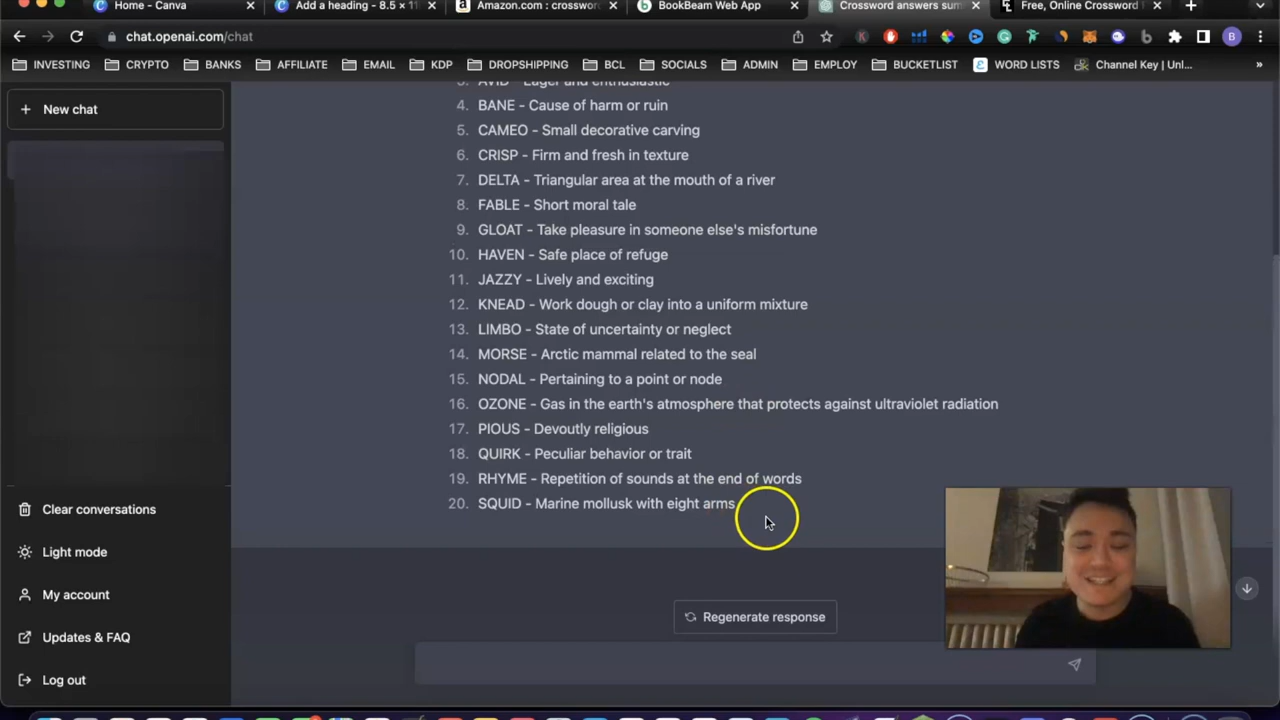 Home - Canva
Add a heading - 8.5 ×
Amazon.com : crosswor
BookBeam Web App
Crossword answers sum
Free, Online Crossword T
chat.openai.com/chat
B
INVESTING
CRYPTO
BANKS
AFFILIATE
EMAIL
KDP
DROPSHIPPING
BCL
SOCIALS
ADMIN
EMPLOY
BUCKETLIST
WORD LISTS
Channel Key | Unl...
New chat
3. AVID - Eager and enthusiastic
4. BANE - Cause of harm or ruin
5. CAMEO - Small decorative carving
6. CRISP - Firm and fresh in texture
7. DELTA - Triangular area at the mouth of a river
8. FABLE - Short moral tale
9. GLOAT - Take pleasure in someone else's misfortune
10. HAVEN - Safe place of refuge
11. JAZZY - Lively and exciting
12. KNEAD - Work dough or clay into a uniform mixture
13. LIMBO - State of uncertainty or neglect
14. MORSE - Arctic mammal related to the seal
15. NODAL - Pertaining to a point or node
16. OZONE - Gas in the earth's atmosphere that protects against ultraviolet radiation
17. PIOUS - Devoutly religious
18. QUIRK - Peculiar behavior or trait
19. RHYME - Repetition of sounds at the end of words
20. SQUID - Marine mollusk with eight arms
Clear conversations
Light mode
My account
Updates & FAQ
Log out
Regenerate response